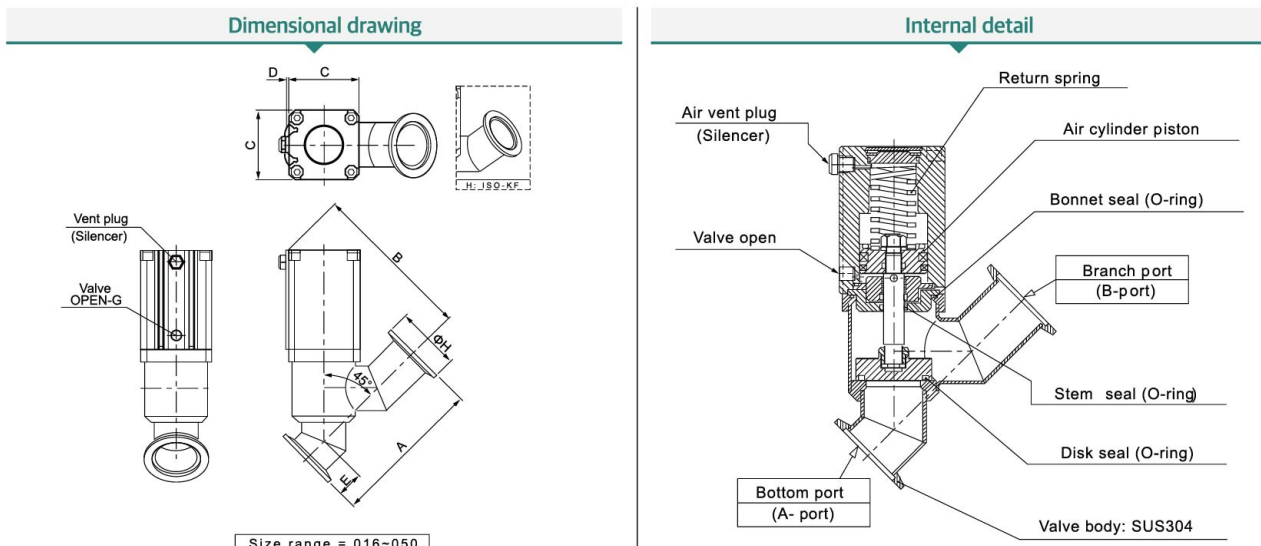 Dimensional drawing
D
C
C
H: ISO-KF
Vent plug
(Silencer)
Valve
OPEN-G
B
ΦH
45°
A
E
Size range = 016~050
Internal detail
Return spring
Air vent plug
(Silencer)
Air cylinder piston
Bonnet seal (O-ring)
Valve open
Branch port
(B-port)
Stem seal (O-ring)
Disk seal (O-ring)
Bottom port
(A- port)
Valve body: SUS304